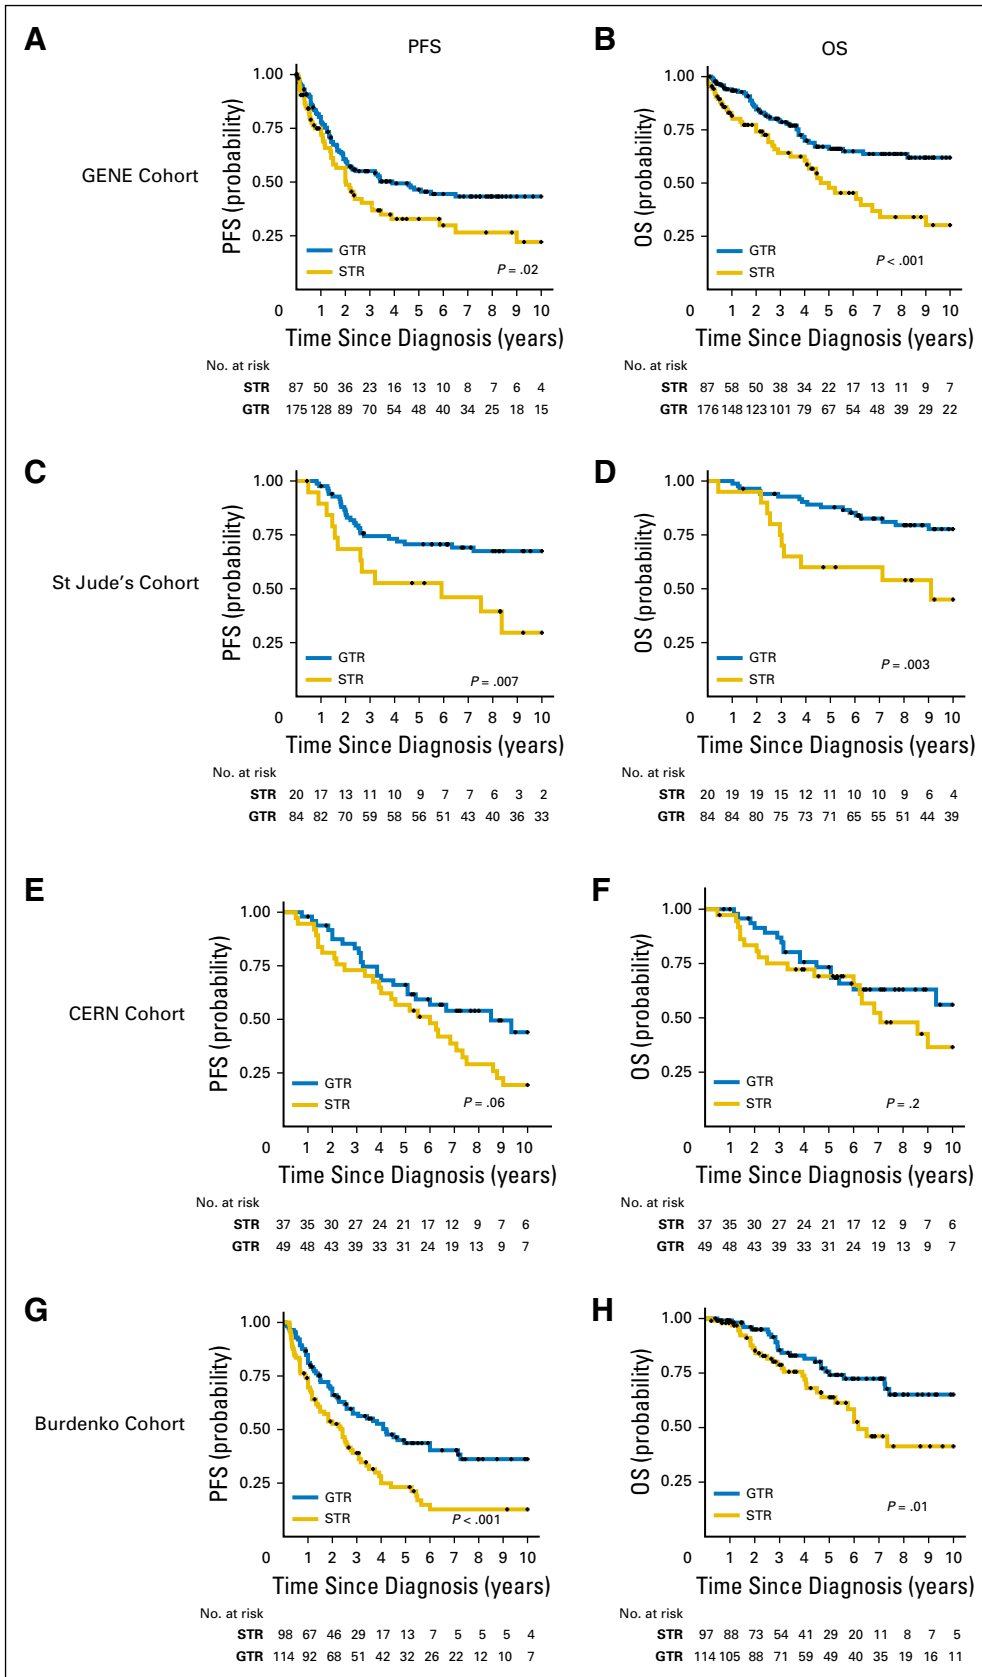 A
PFS
B
OS
GENE Cohort
PFS (probability)
1.00
0.75
0.50
0.25
GTR
STR
P = .02
0 1 2 3 4 5 6 7 8 9 10
Time Since Diagnosis (years)
No. at risk
STR 87 50 36 23 16 13 10 8 7 6 4
GTR 175 128 89 70 54 48 40 34 25 18 15
OS (probability)
1.00
0.75
0.50
0.25
GTR
STR
P < .001
0 1 2 3 4 5 6 7 8 9 10
Time Since Diagnosis (years)
No. at risk
STR 87 58 50 38 34 22 17 13 11 9 7
GTR 176 148 123 101 79 67 54 48 39 29 22
C
D
St Jude's Cohort
PFS (probability)
1.00
0.75
0.50
0.25
GTR
STR
P = .007
0 1 2 3 4 5 6 7 8 9 10
Time Since Diagnosis (years)
No. at risk
STR 20 17 13 11 10 9 7 7 6 3 2
GTR 84 82 70 59 58 56 51 43 40 36 33
OS (probability)
1.00
0.75
0.50
0.25
GTR
STR
P = .003
0 1 2 3 4 5 6 7 8 9 10
Time Since Diagnosis (years)
No. at risk
STR 20 19 19 15 12 11 10 10 9 6 4
GTR 84 84 80 75 73 71 65 55 51 44 39
E
F
CERN Cohort
PFS (probability)
1.00
0.75
0.50
0.25
GTR
STR
P = .06
0 1 2 3 4 5 6 7 8 9 10
Time Since Diagnosis (years)
No. at risk
STR 37 35 30 27 24 21 17 12 9 7 6
GTR 49 48 43 39 33 31 24 19 13 9 7
OS (probability)
1.00
0.75
0.50
0.25
GTR
STR
P = .2
0 1 2 3 4 5 6 7 8 9 10
Time Since Diagnosis (years)
No. at risk
STR 37 35 30 27 24 21 17 12 9 7 6
GTR 49 48 43 39 33 31 24 19 13 9 7
G
H
Burdenko Cohort
PFS (probability)
1.00
0.75
0.50
0.25
GTR
STR
P < .001
0 1 2 3 4 5 6 7 8 9 10
Time Since Diagnosis (years)
No. at risk
STR 98 67 46 29 17 13 7 5 5 5 4
GTR 114 92 68 51 42 32 26 22 12 10 7
OS (probability)
1.00
0.75
0.50
0.25
GTR
STR
P = .01
0 1 2 3 4 5 6 7 8 9 10
Time Since Diagnosis (years)
No. at risk
STR 97 88 73 54 41 29 20 11 8 7 5
GTR 114 105 88 71 59 49 40 35 19 16 11